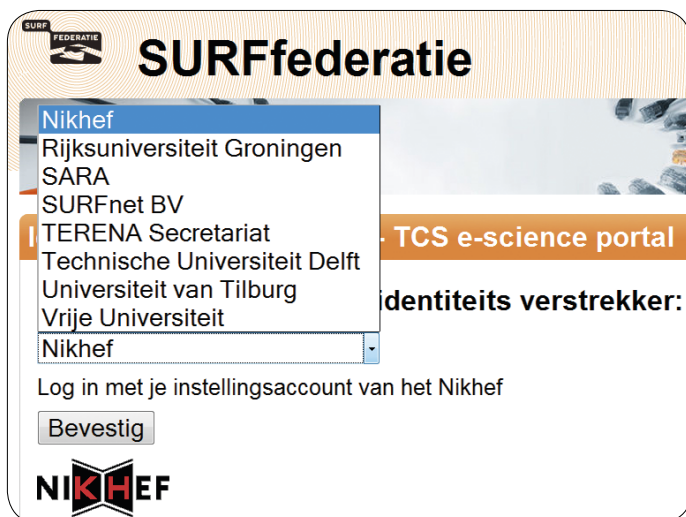 SURF
FEDERATIE
SURFfederatie
Nikhef
Rijksuniversiteit Groningen
SARA
SURFnet BV
TERENA Secretariat
Technische Universiteit Delft
Universiteit van Tilburg
Vrije Universiteit
- TCS e-science portal
identiteits verstrekker:
Nikhef
Log in met je instellingsaccount van het Nikhef
Bevestig
NIKHEF